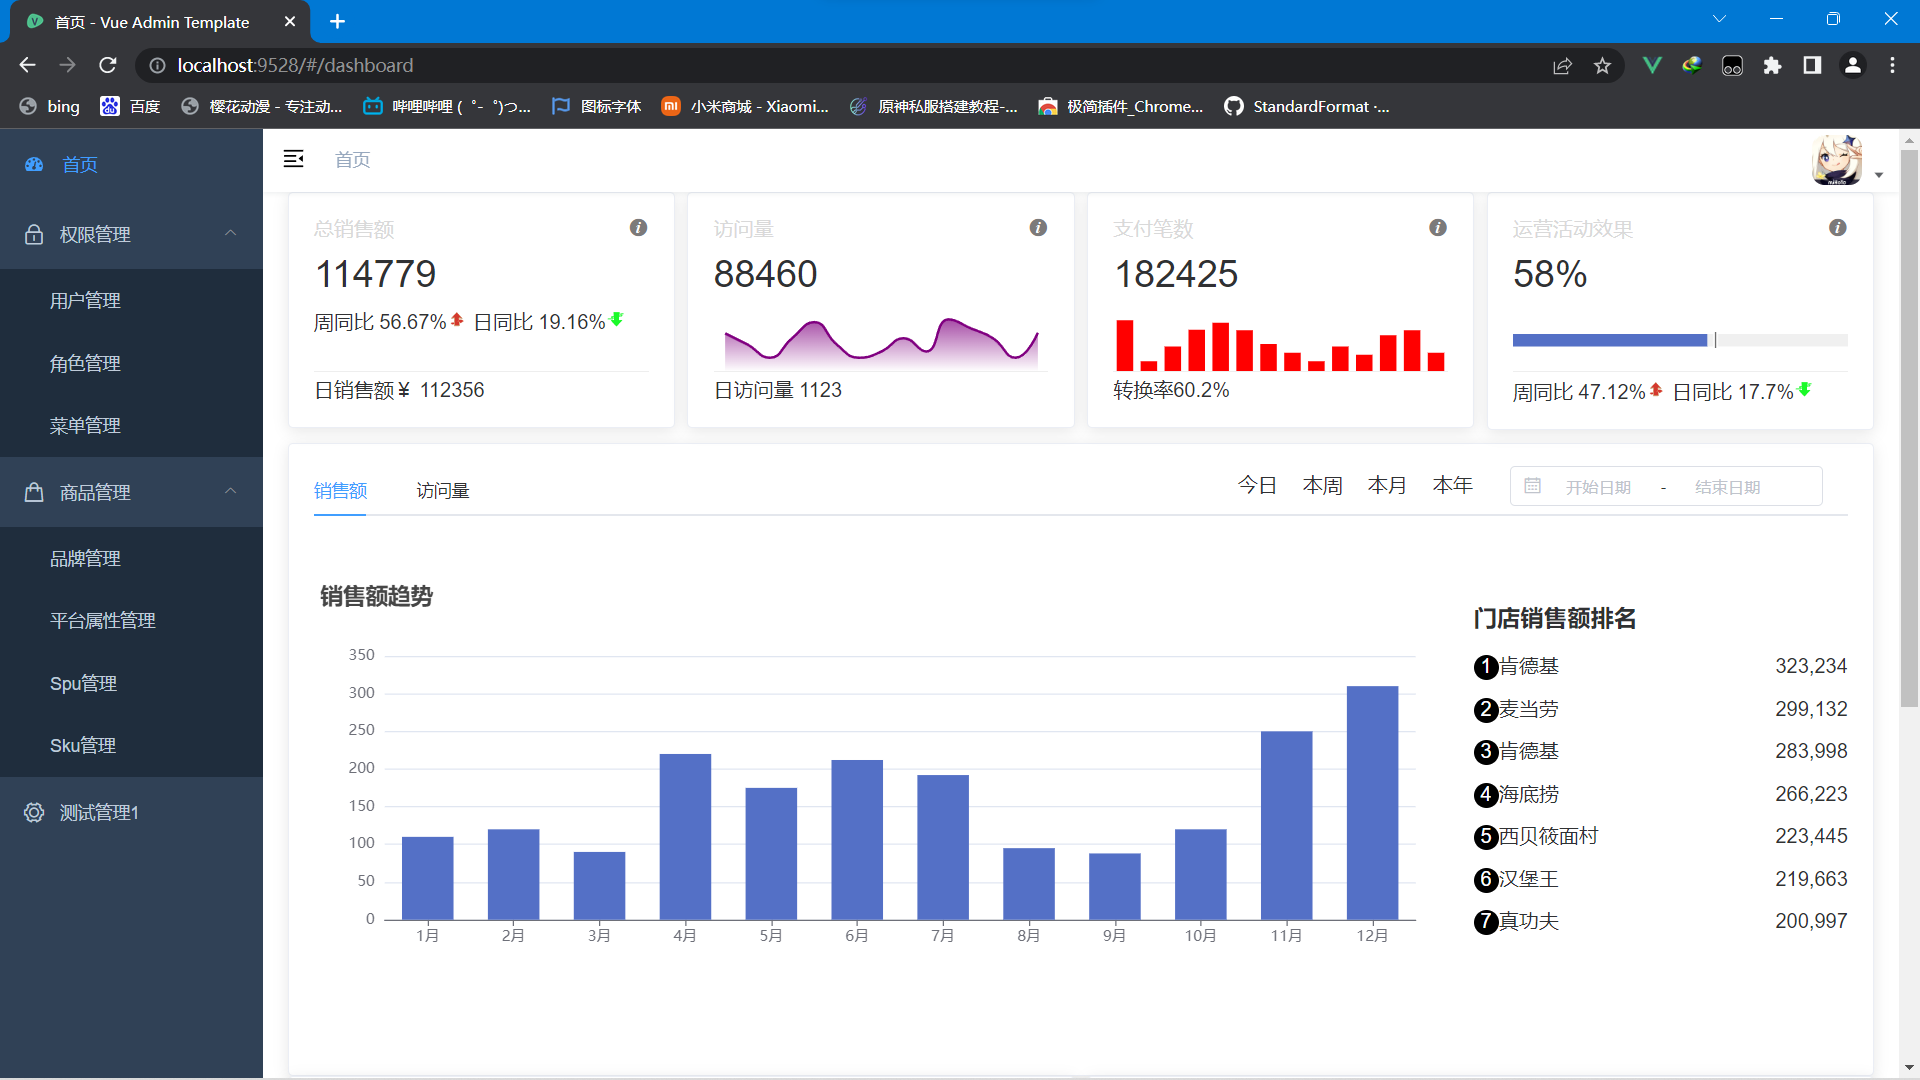 首页 - Vue Admin Template
localhost:9528/#/dashboard
bing 百度 樱花动漫 - 专注动... 哔哩哔哩 ( ゜- ゜)つ... 图标字体 小米商城 - Xiaomi... 原神私服搭建教程-... 极简插件_Chrome... StandardFormat ·...
首页
权限管理
用户管理
角色管理
菜单管理
商品管理
品牌管理
平台属性管理
Spu管理
Sku管理
测试管理1
首页
总销售额
114779
周同比 56.67% 日同比 19.16%
日销售额￥ 112356
访问量
88460
日访问量 1123
支付笔数
182425
转换率60.2%
运营活动效果
58%
周同比 47.12% 日同比 17.7%
销售额 访问量 今日 本周 本月 本年 开始日期 - 结束日期
销售额趋势
350
300
250
200
150
100
50
0
1月 2月 3月 4月 5月 6月 7月 8月 9月 10月 11月 12月
门店销售额排名
1 肯德基 323,234
2 麦当劳 299,132
3 肯德基 283,998
4 海底捞 266,223
5 西贝筱面村 223,445
6 汉堡王 219,663
7 真功夫 200,997